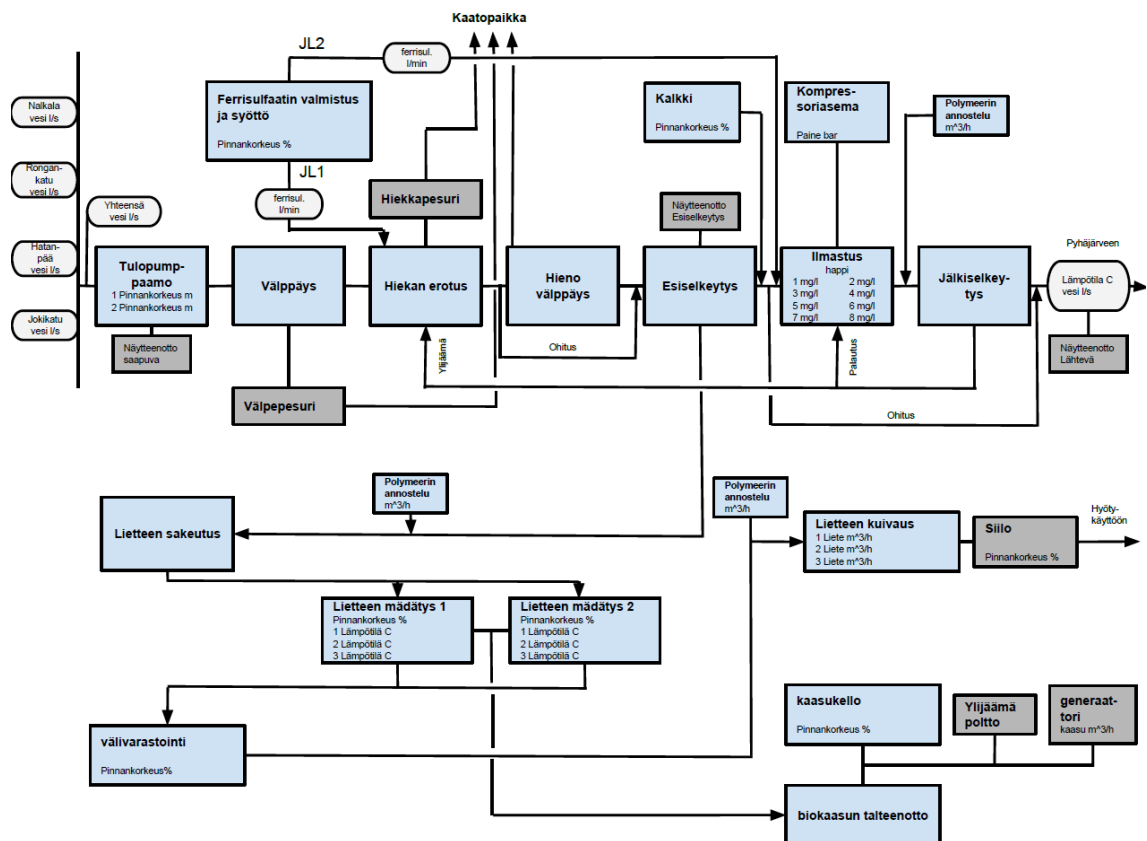 Kaatopaikka
JL2
ferrisul.
l/min
Nalkala
vesi l/s
Ferrisulfaatin valmistus
ja syöttö
Pinnankorkeus %
Kalkki
Pinnankorkeus %
Kompres-
soriasema
Paine bar
Polymeerin
annostelu
m^3/h
Rongan-
katu
vesi l/s
JL1
ferrisul.
l/min
Hiekkapesuri
Näytteenotto
Esiselkeytys
Yhteensä
vesi l/s
Hatan-
pää
vesi l/s
Tulopump-
paamo
1 Pinnankorkeus m
2 Pinnankorkeus m
Välppäys
Hiekan erotus
Hieno
välppäys
Esiselkeytys
Ilmastus
happi
1 mg/l 2 mg/l
3 mg/l 4 mg/l
5 mg/l 6 mg/l
7 mg/l 8 mg/l
Jälkiselkey-
tys
Pyhäjärveen
Lämpötila C
vesi l/s
Jokikatu
vesi l/s
Näytteenotto
saapuva
Ylijäämä
Ohitus
Palautus
Näytteenotto
Lähtevä
Välpepesuri
Ohitus
Lietteen sakeutus
Polymeerin
annostelu
m^3/h
Polymeerin
annostelu
m^3/h
Lietteen kuivaus
1 Liete m^3/h
2 Liete m^3/h
3 Liete m^3/h
Siilo
Pinnankorkeus %
Hyöty-
käyttöön
Lietteen mädätys 1
Pinnankorkeus %
1 Lämpötilä C
2 Lämpötilä C
3 Lämpötilä C
Lietteen mädätys 2
Pinnankorkeus %
1 Lämpötilä C
2 Lämpötilä C
3 Lämpötilä C
välivarastointi
Pinnankorkeus%
kaasukello
Pinnankorkeus %
Ylijäämä
poltto
generaat-
tori
kaasu m^3/h
biokaasun talteenotto